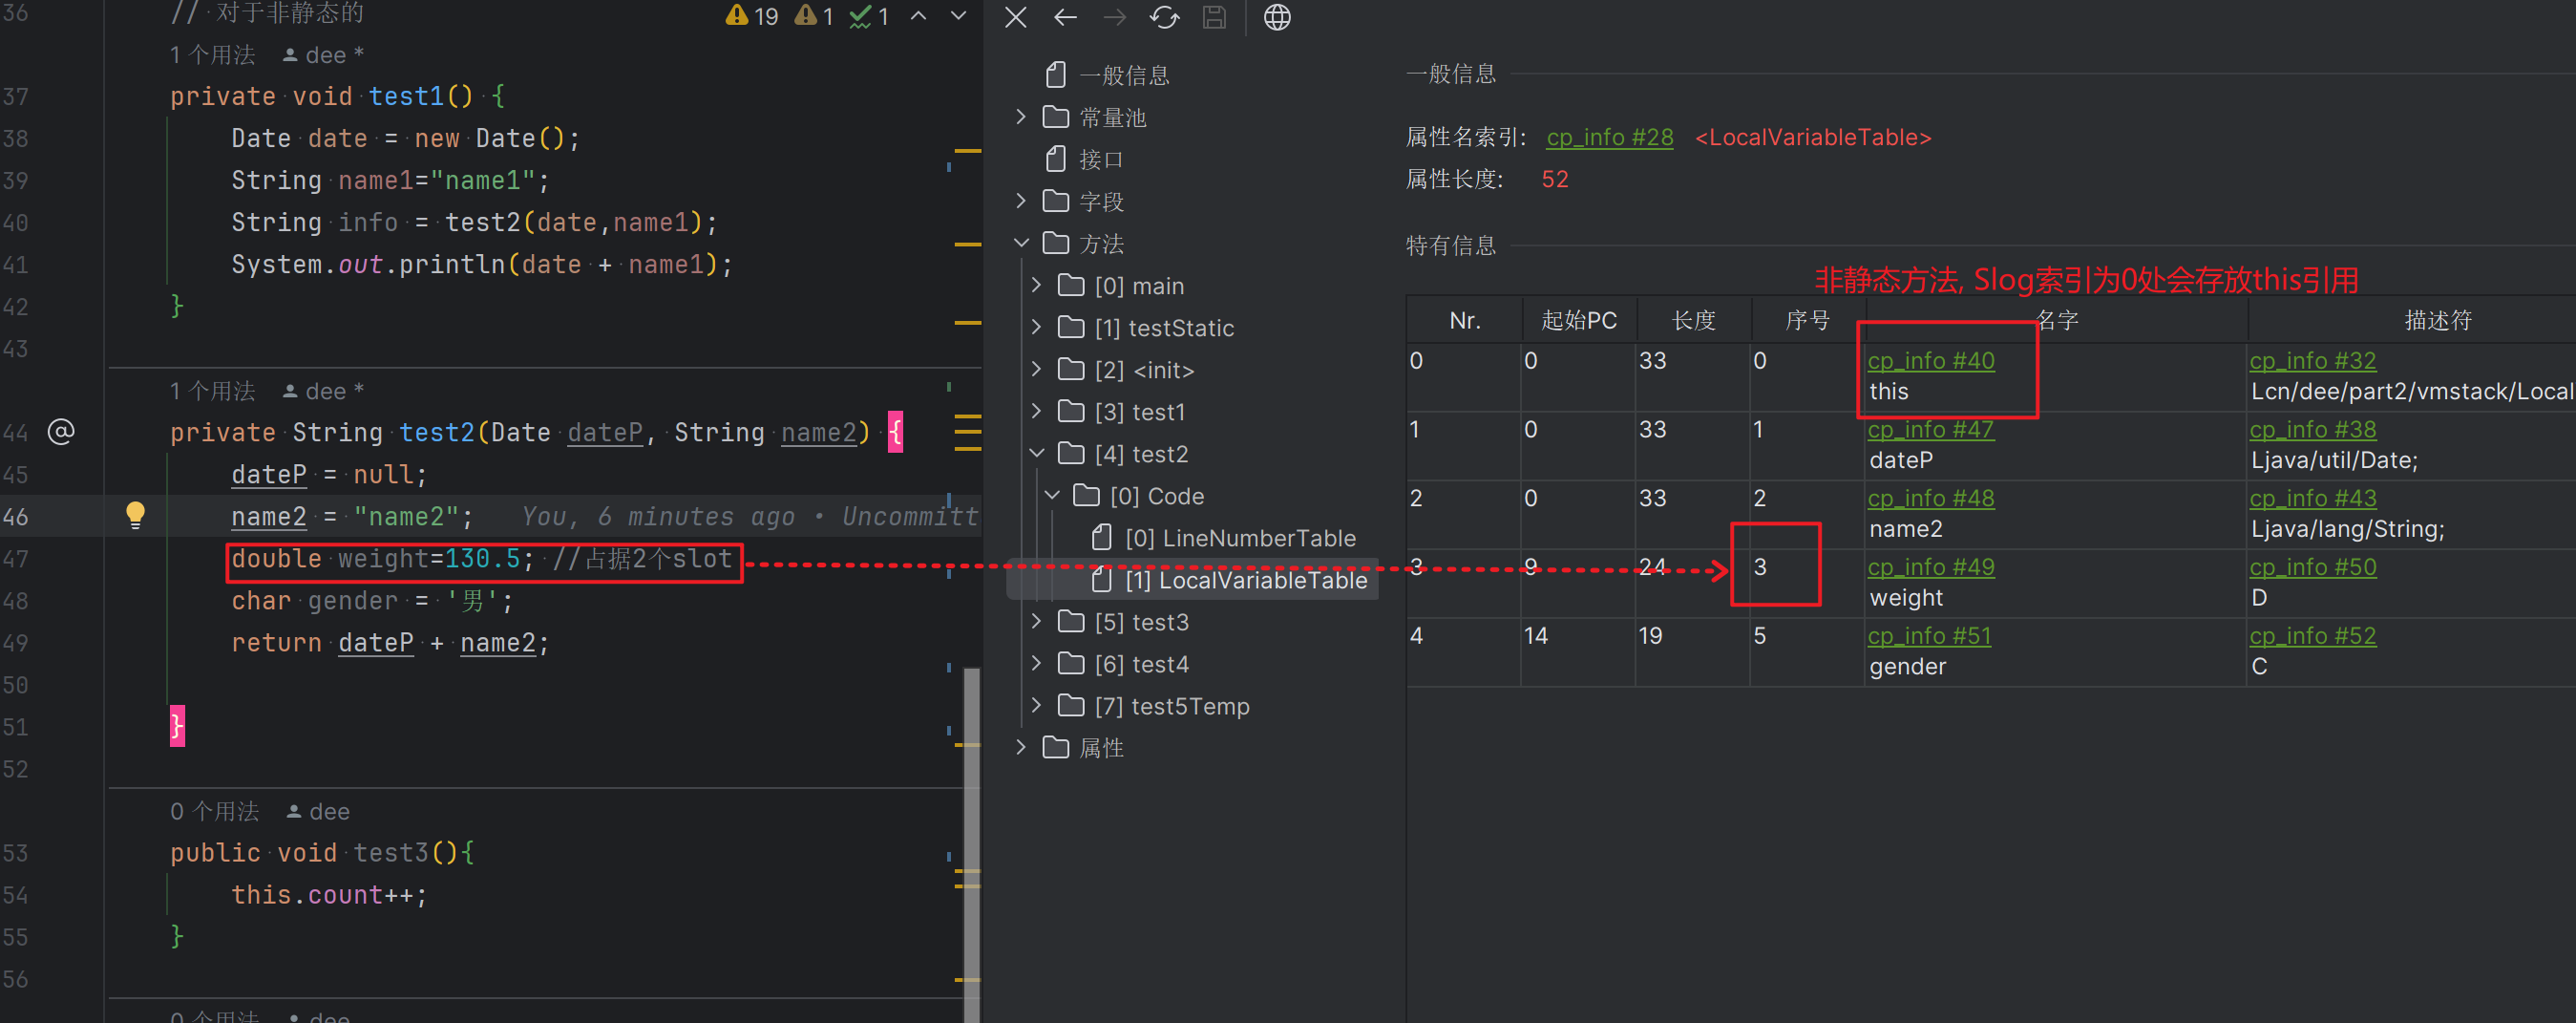 36 // 对于非静态的
19 1 1
1 个用法 dee *
37 private void test1() {
38 Date date = new Date();
39 String name1="name1";
40 String info = test2(date,name1);
41 System.out.println(date + name1);
42 }
43
1 个用法 dee *
44 @ private String test2(Date dateP, String name2) {
45 dateP = null;
46 name2 = "name2"; You, 6 minutes ago • Uncommitt
47 double weight=130.5; //占据2个slot
48 char gender = '男';
49 return dateP + name2;
50
51 }
52
0 个用法 dee
53 public void test3(){
54 this.count++;
55 }
56
0 个用法 dee
一般信息
常量池
接口
字段
方法
[0] main
[1] testStatic
[2] <init>
[3] test1
[4] test2
[0] Code
[0] LineNumberTable
[1] LocalVariableTable
[5] test3
[6] test4
[7] test5Temp
属性
一般信息
属性名索引: cp_info #28 <LocalVariableTable>
属性长度: 52
特有信息
非静态方法, Slog索引为0处会存放this引用
Nr. 起始PC 长度 序号 名字 描述符
0 0 33 0 cp_info #40 cp_info #32
this Lcn/dee/part2/vmstack/Local
1 0 33 1 cp_info #47 cp_info #38
dateP Ljava/util/Date;
2 0 33 2 cp_info #48 cp_info #43
name2 Ljava/lang/String;
3 9 24 3 cp_info #49 cp_info #50
weight D
4 14 19 5 cp_info #51 cp_info #52
gender C